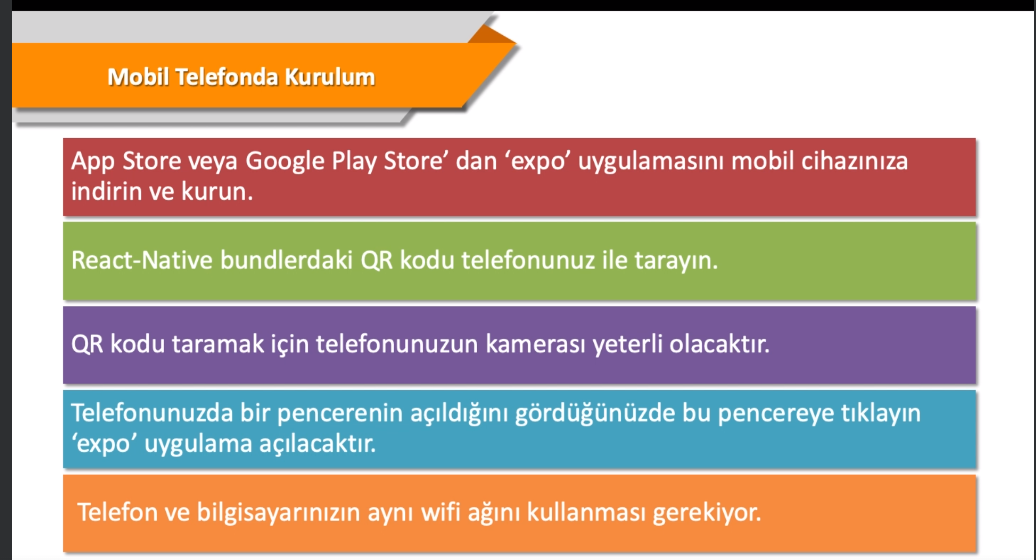 Mobil Telefonda Kurulum
App Store veya Google Play Store’ dan ‘expo’ uygulamasını mobil cihazınıza
indirin ve kurun.
React-Native bundlerdaki QR kodu telefonunuz ile tarayın.
QR kodu taramak için telefonunuzun kamerası yeterli olacaktır.
Telefonunuzda bir pencerenin açıldığını gördüğünüzde bu pencereye tıklayın
‘expo’ uygulama açılacaktır.
Telefon ve bilgisayarınızın aynı wifi ağını kullanması gerekiyor.